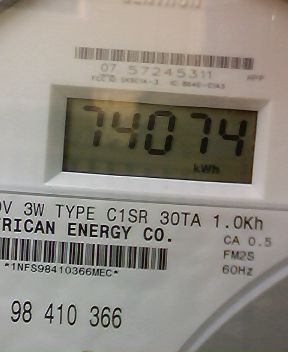 07 57245311
74074
kWh
V 3W TYPE C1SR 30TA 1.0Kh
RICAN ENERGY CO.
CA 0.5
FM2S
*1NFS98410366MEC*
60Hz
98 410 366